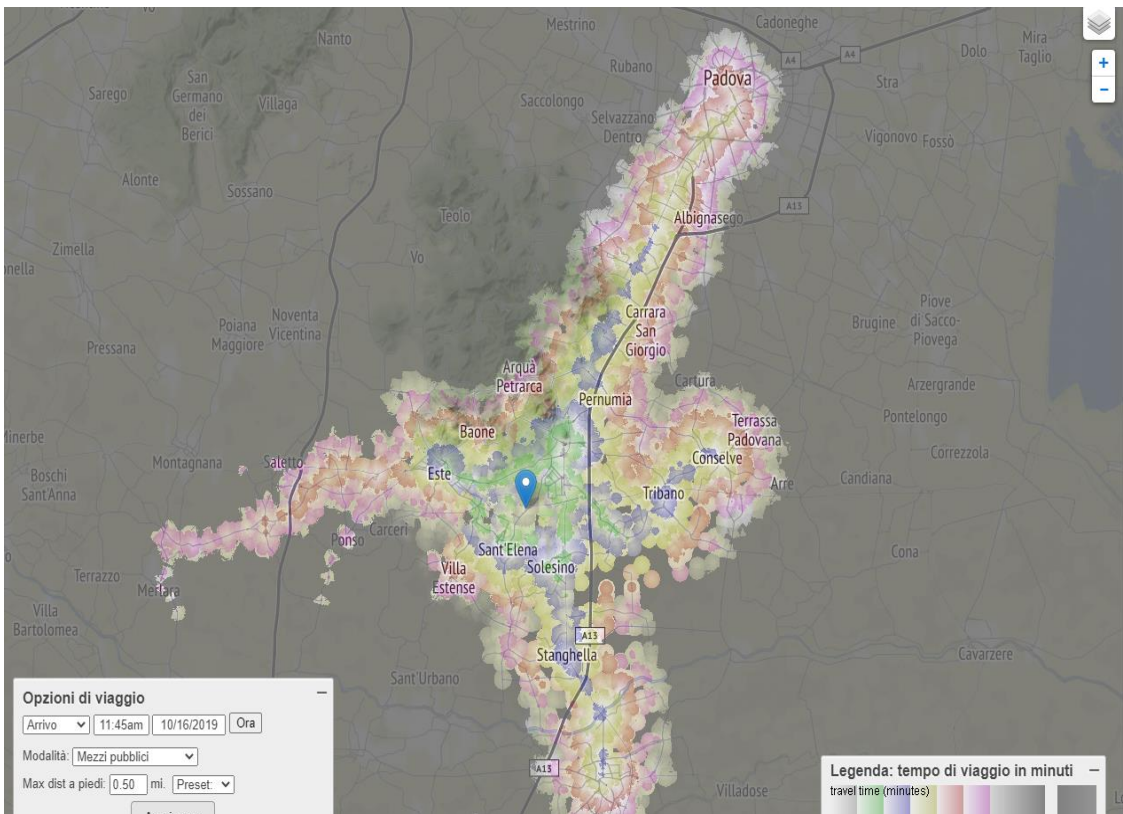 Mestrino
Cadoneghe
Nanto
A4
A4
Mira
Taglio
Rubano
Dolo
Padova
San
Germano
dei
Berici
Sarego
Villaga
Saccolongo
Stra
Selvazzano
Dentro
Vigonovo
Fossò
Alonte
Sossano
A13
Teolo
Albignasego
Zimella
Vo
onella
Noventa
Vicentina
Poiana
Maggiore
Carrara
San
Giorgio
Piove
di Sacco-
Piovega
Brugine
Pressana
Arquà
Petrarca
Cartura
Arzergrande
Pernumia
Pontelongo
Terrassa
Padovana
Minerbe
Baone
Montagnana
Saletto
Conselve
Correzzola
Boschi
Sant'Anna
Este
Tribano
Arre
Candiana
Ponso
Carceri
Sant'Elena
Solesino
Cona
Terrazzo
Merlara
Villa
Estense
Villa
Bartolomea
A13
Stanghella
Cavarzere
Sant'Urbano
A13
Villadose
+
−
Opzioni di viaggio
−
Arrivo
11:45am
10/16/2019
Ora
Modalità:
Mezzi pubblici
Max dist a piedi:
0.50
mi.
Preset:
Legenda: tempo di viaggio in minuti
−
travel time (minutes)